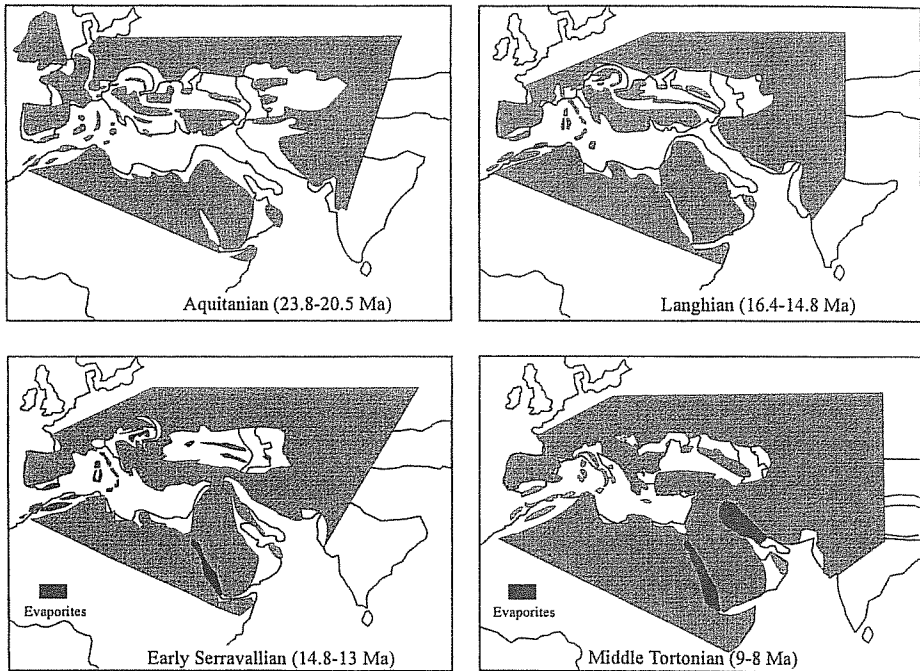 Aquitanian (23.8-20.5 Ma)
Langhian (16.4-14.8 Ma)
Evaporites
Early Serravallian (14.8-13 Ma)
Evaporites
Middle Tortonian (9-8 Ma)